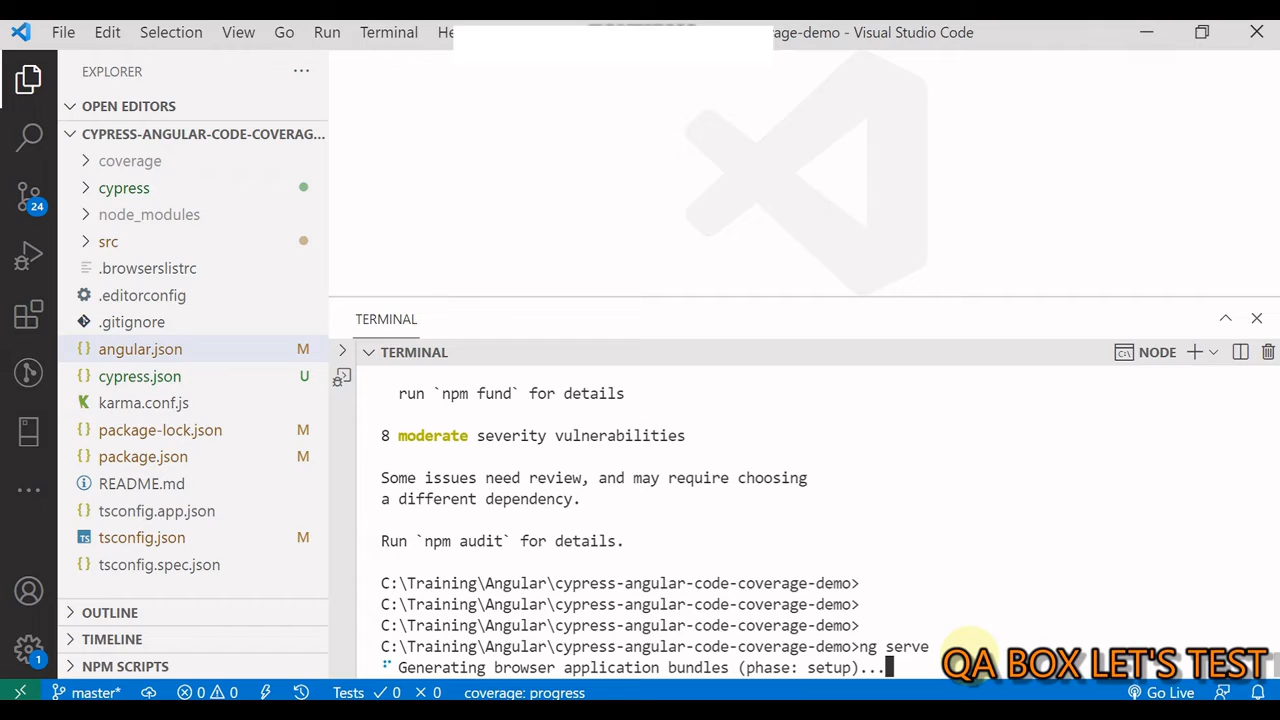 File Edit Selection View Go Run Terminal
age-demo - Visual Studio Code
EXPLORER
OPEN EDITORS
CYPRESS-ANGULAR-CODE-COVERAG...
coverage
cypress
node_modules
src
.browserslistrc
.editorconfig
.gitignore
angular.json M
cypress.json U
karma.conf.js
package-lock.json M
package.json M
README.md
tsconfig.app.json
tsconfig.json M
tsconfig.spec.json
OUTLINE
TIMELINE
NPM SCRIPTS
24
1
TERMINAL
TERMINAL
NODE
run `npm fund` for details
8 moderate severity vulnerabilities
Some issues need review, and may require choosing
a different dependency.
Run `npm audit` for details.
C:\Training\Angular\cypress-angular-code-coverage-demo>
C:\Training\Angular\cypress-angular-code-coverage-demo>
C:\Training\Angular\cypress-angular-code-coverage-demo>
C:\Training\Angular\cypress-angular-code-coverage-demo>ng serve
Generating browser application bundles (phase: setup)...
QA BOX LET'S TEST
master* 0 0 Tests 0 0 coverage: progress Go Live